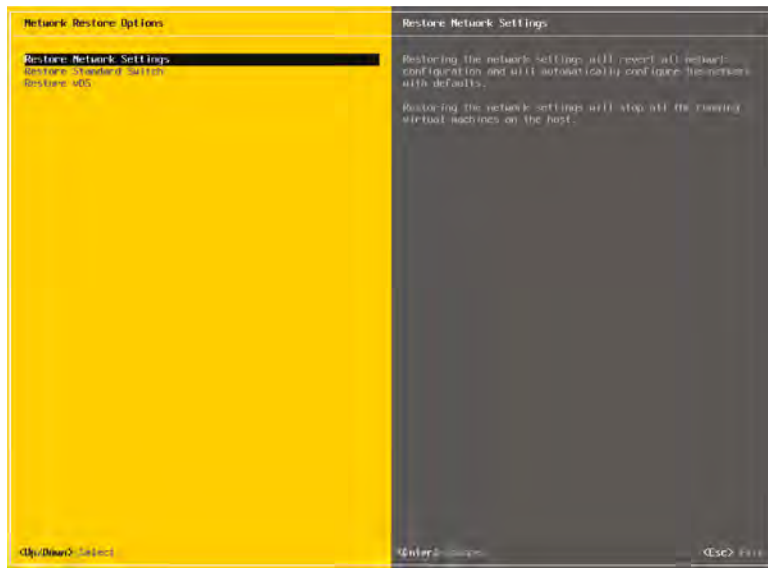 Network Restore Options
Restore Network Settings
Restore Standard Switch
Restore vDS
<Up/Down> Select
Restore Network Settings
Restoring the network settings will revert all network
configuration and will automatically configure the network
with defaults.
Restoring the network settings will stop all the running
virtual machines on the host.
<Enter>
<Esc> Exit